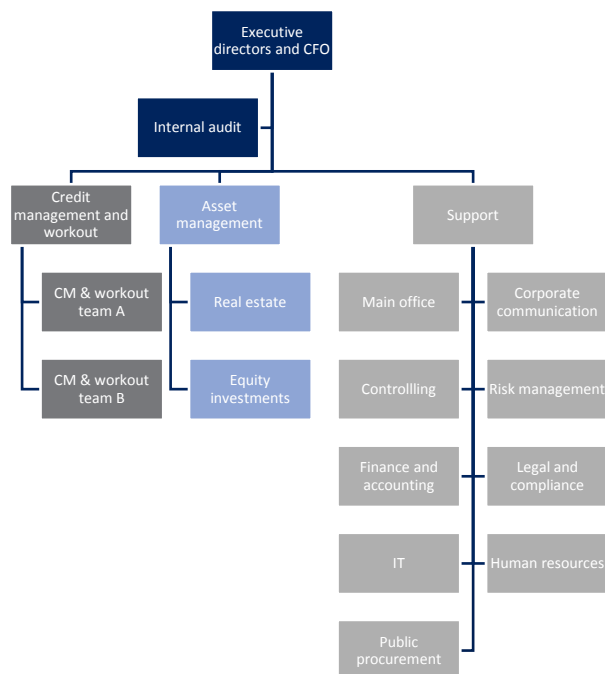 Executive
directors and CFO
Internal audit
Credit
management and
workout
Asset
management
Support
CM & workout
team A
Real estate
Main office
Corporate
communication
CM & workout
team B
Equity
investments
Controllling
Risk management
Finance and
accounting
Legal and
compliance
IT
Human resources
Public
procurement